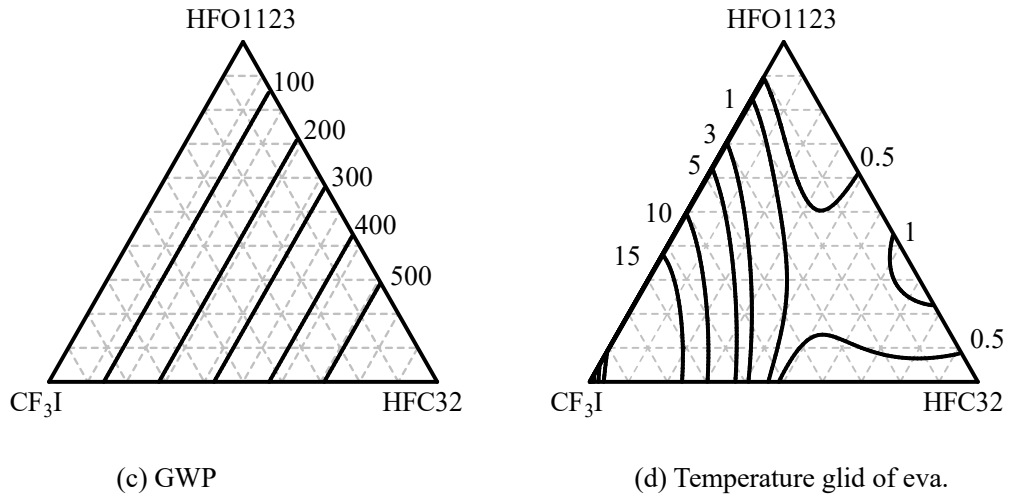 HFO1123
100
200
300
400
500
CF₃I
HFC32
(c) GWP
HFO1123
1
3
5
10
15
0.5
1
0.5
CF₃I
HFC32
(d) Temperature glid of eva.